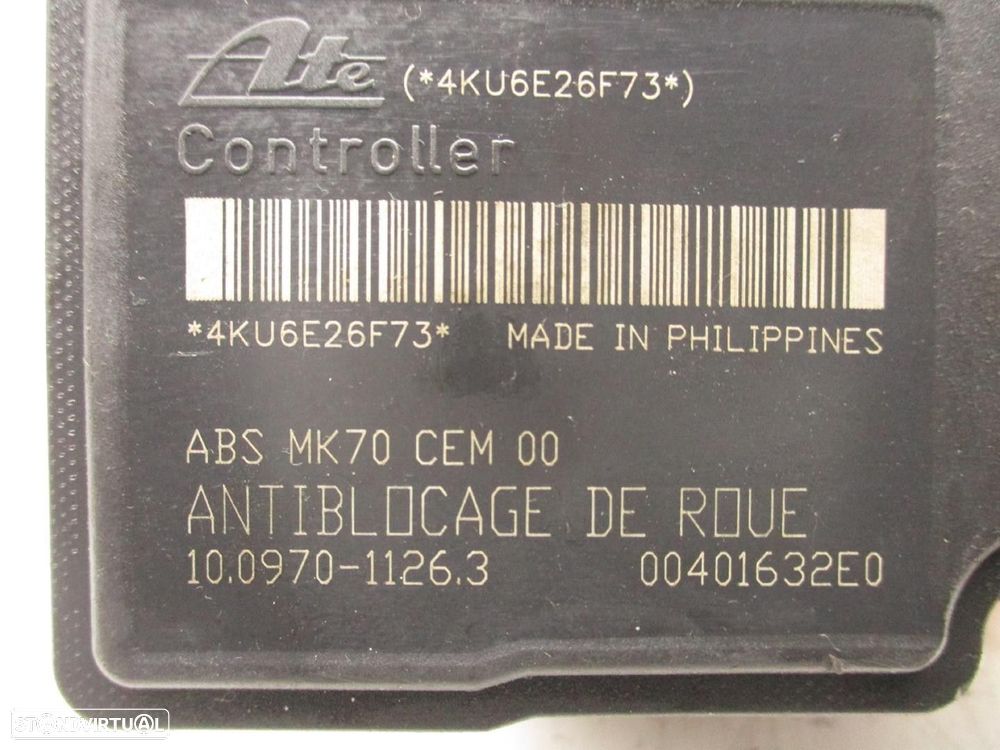 Ate (*4KU6E26F73*)
Controller
*4KU6E26F73* MADE IN PHILIPPINES
ABS MK70 CEM 00
ANTIBLOCAGE DE ROUE
10.0970-1126.3 00401632E0
STANDVIRTUAL